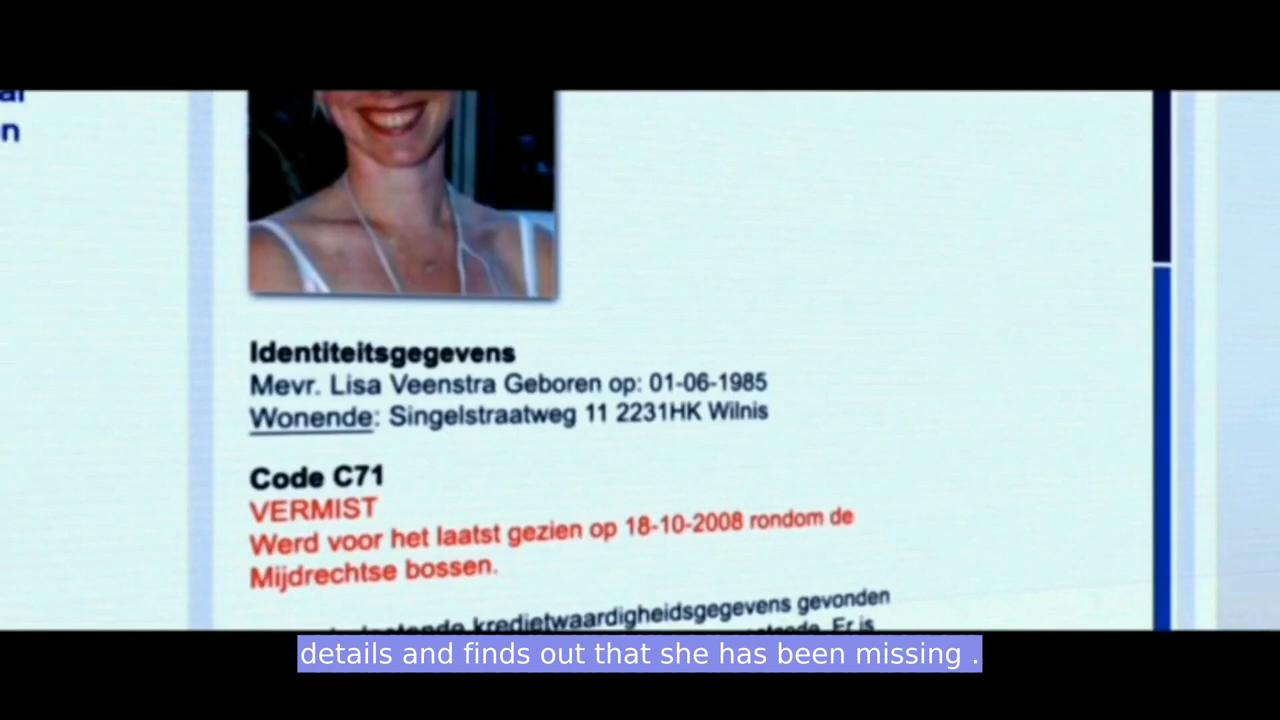 n
Identiteitsgegevens
Mevr. Lisa Veenstra Geboren op: 01-06-1985
Wonende: Singelstraatweg 11 2231HK Wilnis
Code C71
VERMIST
Werd voor het laatst gezien op 18-10-2008 rondom de
Mijdrechtse bossen.
kredietwaardigheidsgegevens gevonden
Er is
details and finds out that she has been missing .